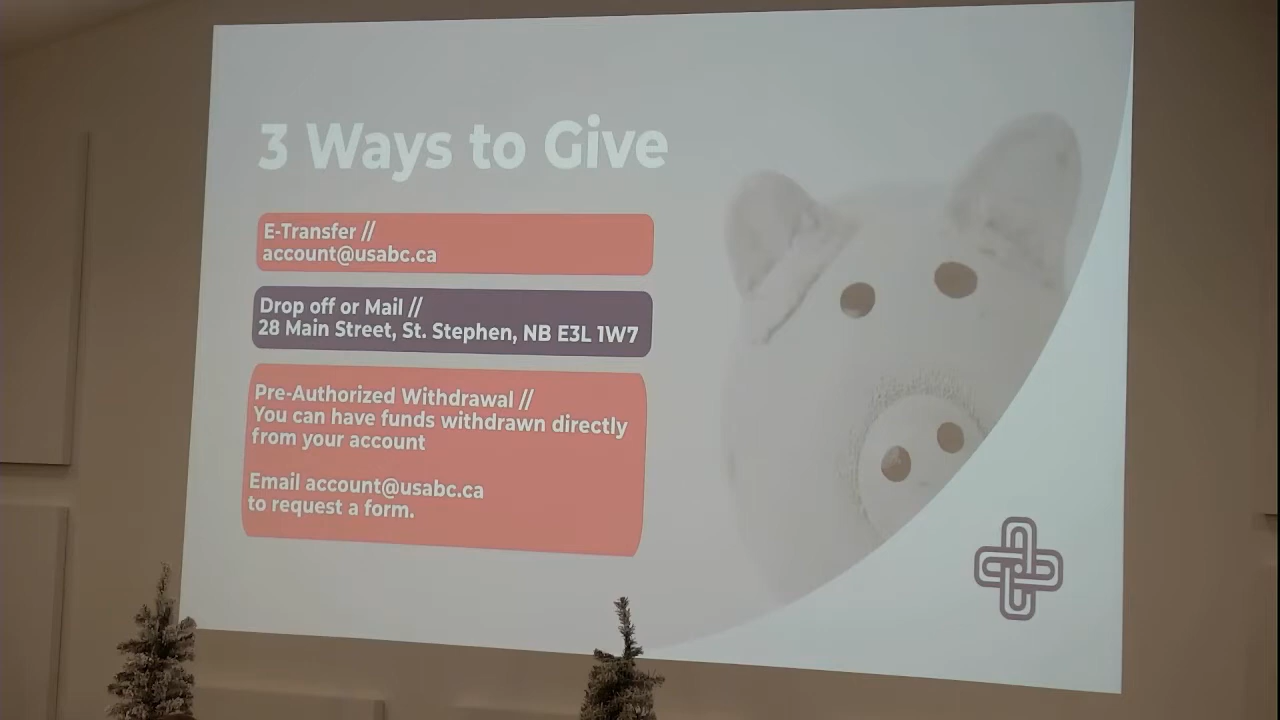 3 Ways to Give
E-Transfer //
account@usabc.ca
Drop off or Mail //
28 Main Street, St. Stephen, NB E3L 1W7
Pre-Authorized Withdrawal //
You can have funds withdrawn directly
from your account
Email account@usabc.ca
to request a form.